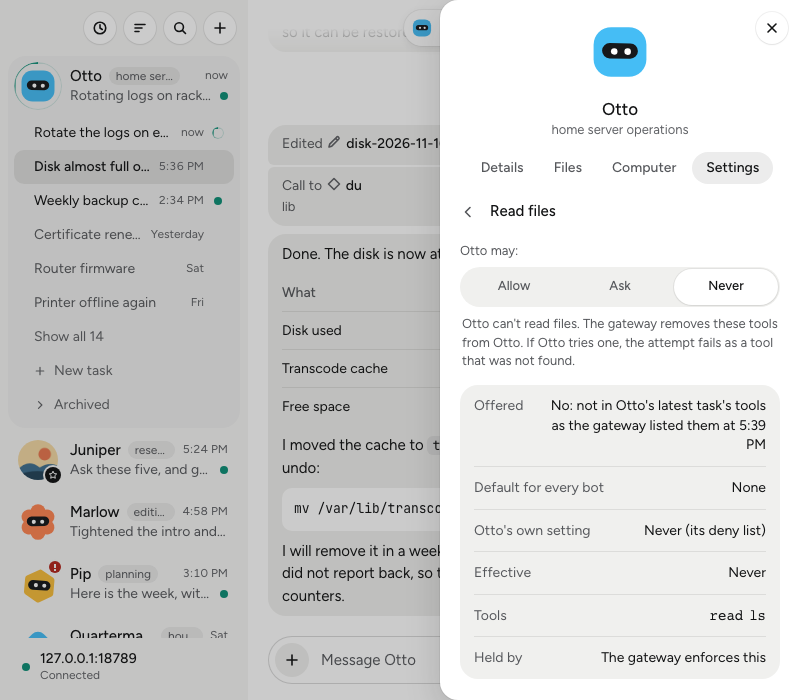 Otto
home ser...
now
Rotating logs on rack...
Rotate the logs on e...
now
Disk almost full o...
5:36 PM
Weekly backup c...
2:34 PM
Certificate rene...
Yesterday
Router firmware
Sat
Printer offline again
Fri
Show all 14
New task
Archived
Juniper
rese...
5:24 PM
Ask these five, and g...
Marlow
editi...
4:58 PM
Tightened the intro and...
Pip
planning
3:10 PM
Here is the week, wit...
Quarterma
hou
Sat
127.0.0.1:18789
Connected
so it can be restor
Edited
disk-2026-11-1
Call to
du
lib
Done. The disk is now at
What
Disk used
Transcode cache
Free space
I moved the cache to
undo:
mv /var/lib/transco
I will remove it in a week
did not report back, so t
counters.
Message Otto
Otto
home server operations
Details
Files
Computer
Settings
Read files
Otto may:
Allow
Ask
Never
Otto can't read files. The gateway removes these tools
from Otto. If Otto tries one, the attempt fails as a tool
that was not found.
Offered
No: not in Otto's latest task's tools
as the gateway listed them at 5:39
PM
Default for every bot
None
Otto's own setting
Never (its deny list)
Effective
Never
Tools
read ls
Held by
The gateway enforces this